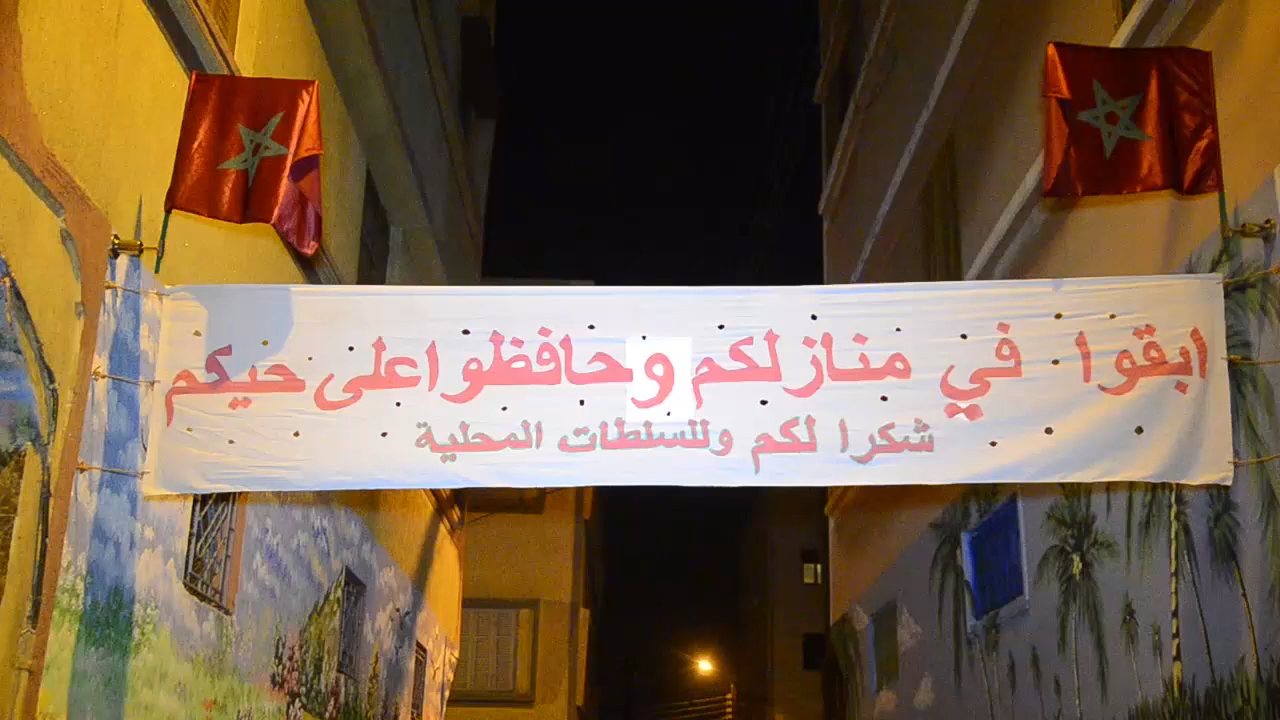 ابقوا في منازلكم وحافظوا على حيكم
شكرا لكم وللسلطات المحلية